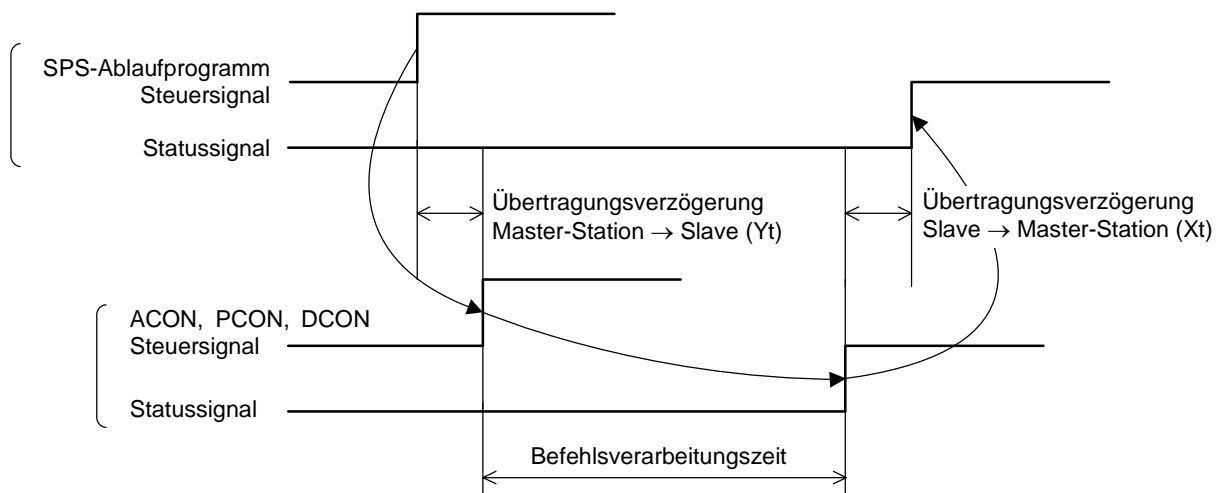 SPS-Ablaufprogramm
Steuersignal
Statussignal
Übertragungsverzögerung
Master-Station → Slave (Yt)
Übertragungsverzögerung
Slave → Master-Station (Xt)
ACON, PCON, DCON
Steuersignal
Statussignal
Befehlsverarbeitungszeit